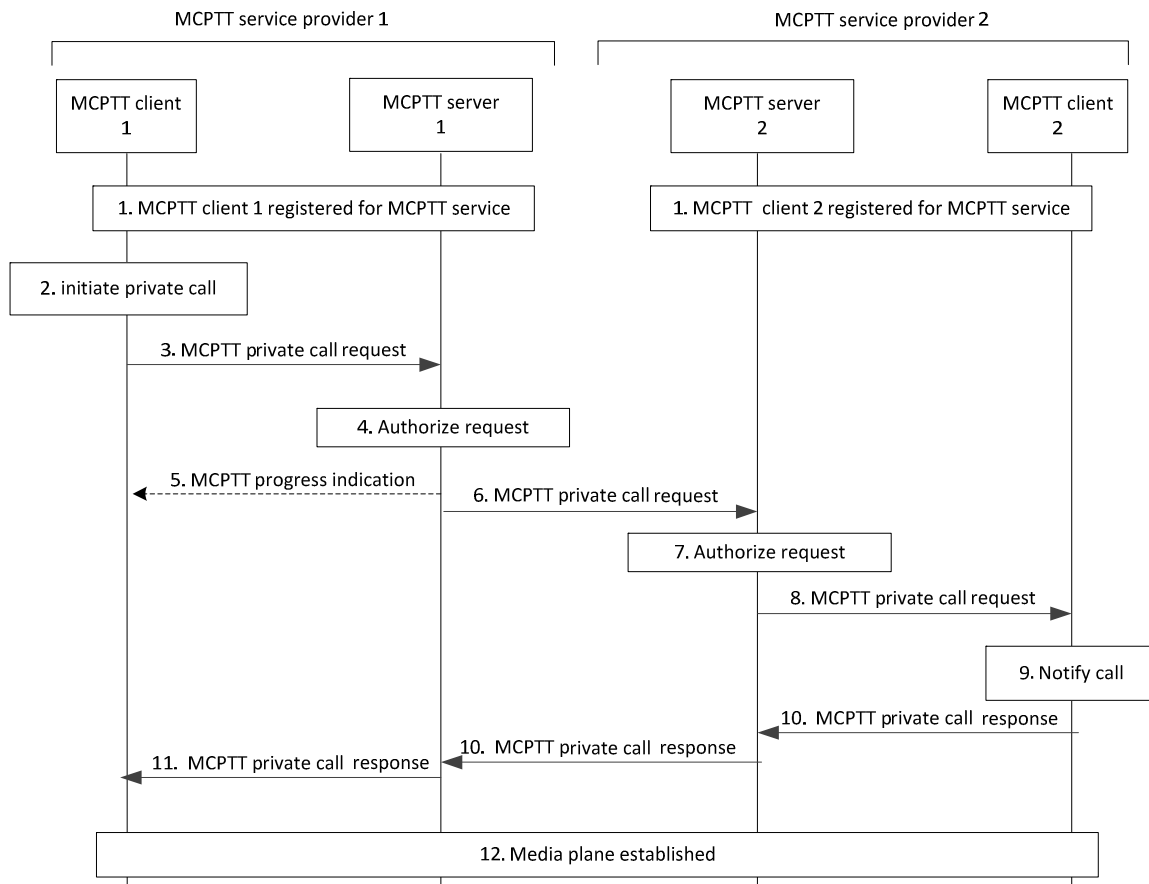 MCPTT service provider 1
MCPTT service provider 2
MCPTT client
1
MCPTT server
1
MCPTT server
2
MCPTT client
2
1. MCPTT client 1 registered for MCPTT service
1. MCPTT client 2 registered for MCPTT service
2. initiate private call
3. MCPTT private call request
4. Authorize request
5. MCPTT progress indication
6. MCPTT private call request
7. Authorize request
8. MCPTT private call request
9. Notify call
10. MCPTT private call response
10. MCPTT private call response
11. MCPTT private call response
12. Media plane established